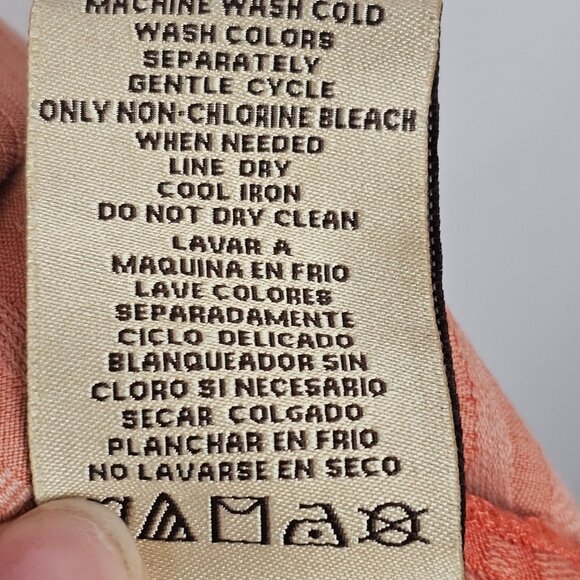 MACHINE WASH COLD
WASH COLORS
SEPARATELY
GENTLE CYCLE
ONLY NON-CHLORINE BLEACH
WHEN NEEDED
LINE DRY
COOL IRON
DO NOT DRY CLEAN
LAVAR A
MAQUINA EN FRIO
LAVE COLORES
SEPARADAMENTE
CICLO DELICADO
BLANQUEADOR SIN
CLORO SI NECESARIO
SECAR COLGADO
PLANCHAR EN FRIO
NO LAVARSE EN SECO